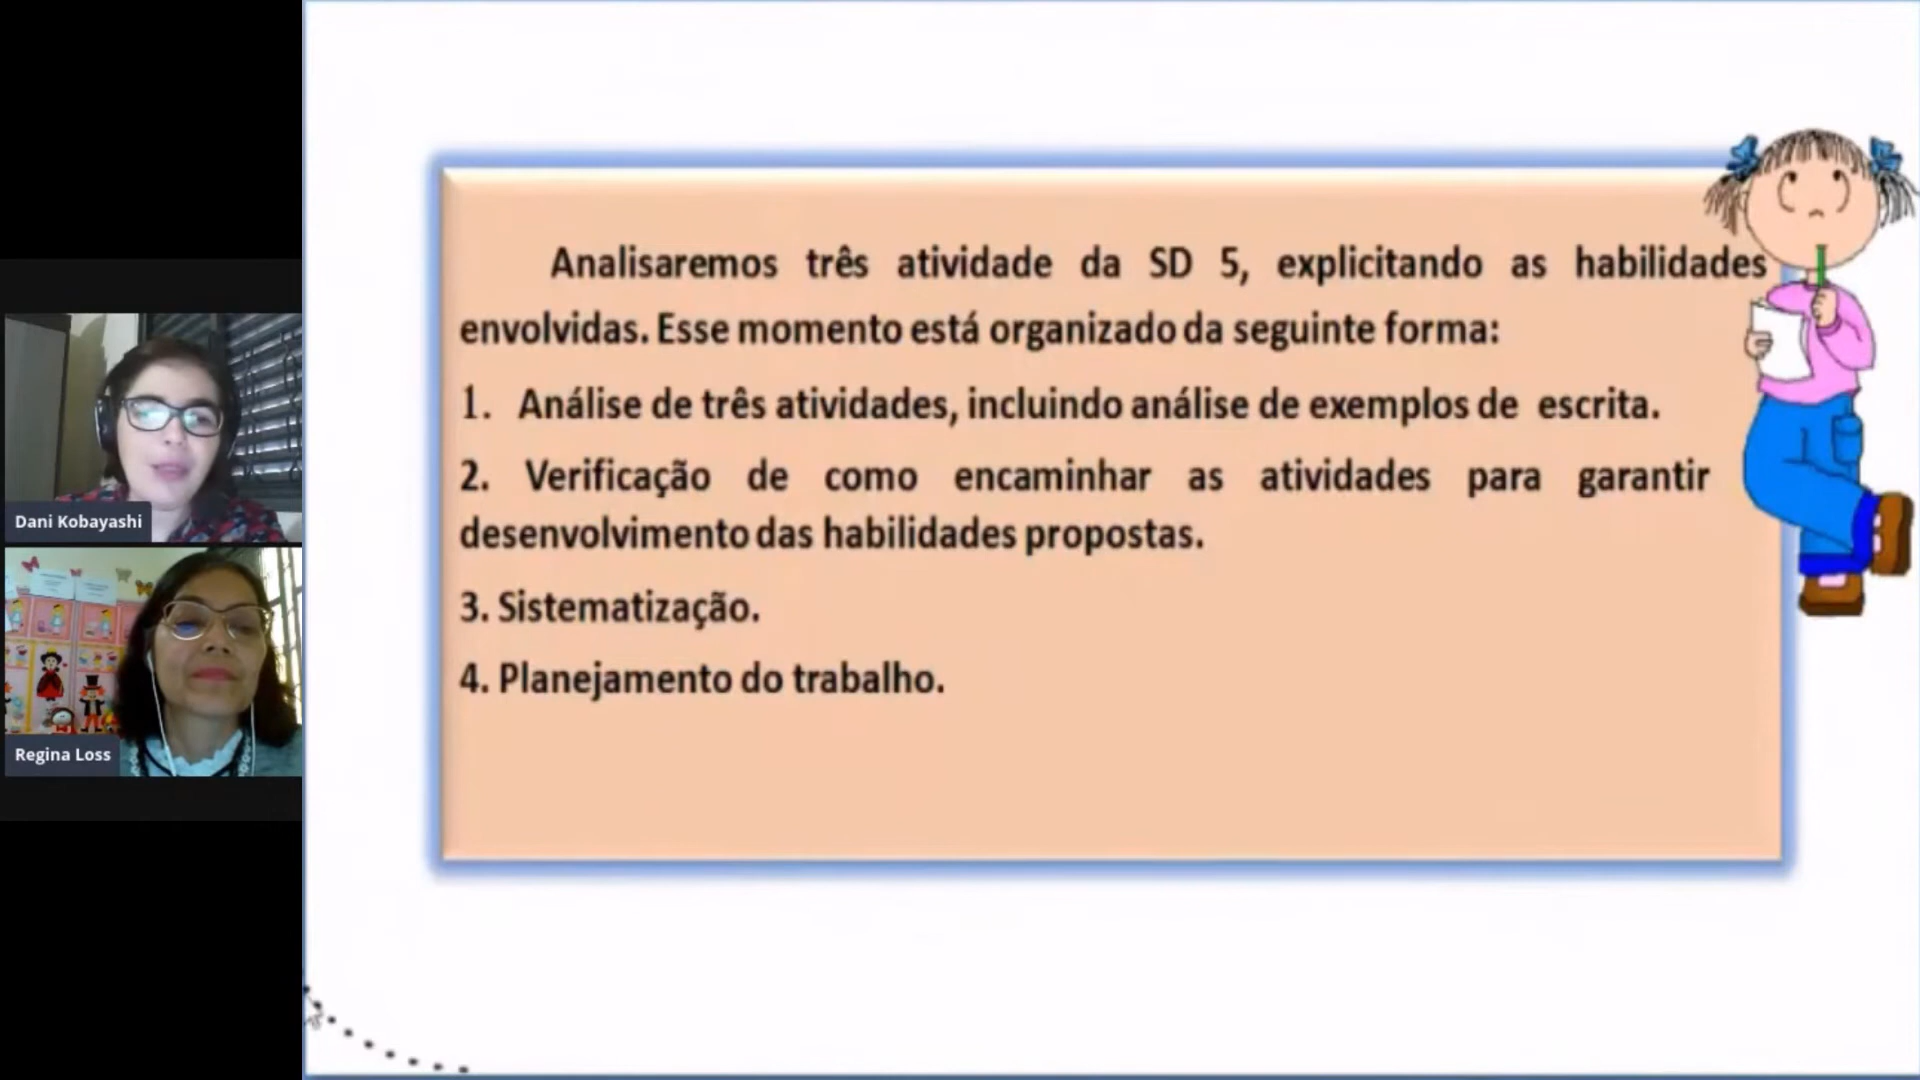 Analisaremos três atividade da SD 5, explicitando as habilidades
envolvidas. Esse momento está organizado da seguinte forma:
1. Análise de três atividades, incluindo análise de exemplos de escrita.
2. Verificação de como encaminhar as atividades para garantir
desenvolvimento das habilidades propostas.
3. Sistematização.
4. Planejamento do trabalho.
Dani Kobayashi
Regina Loss